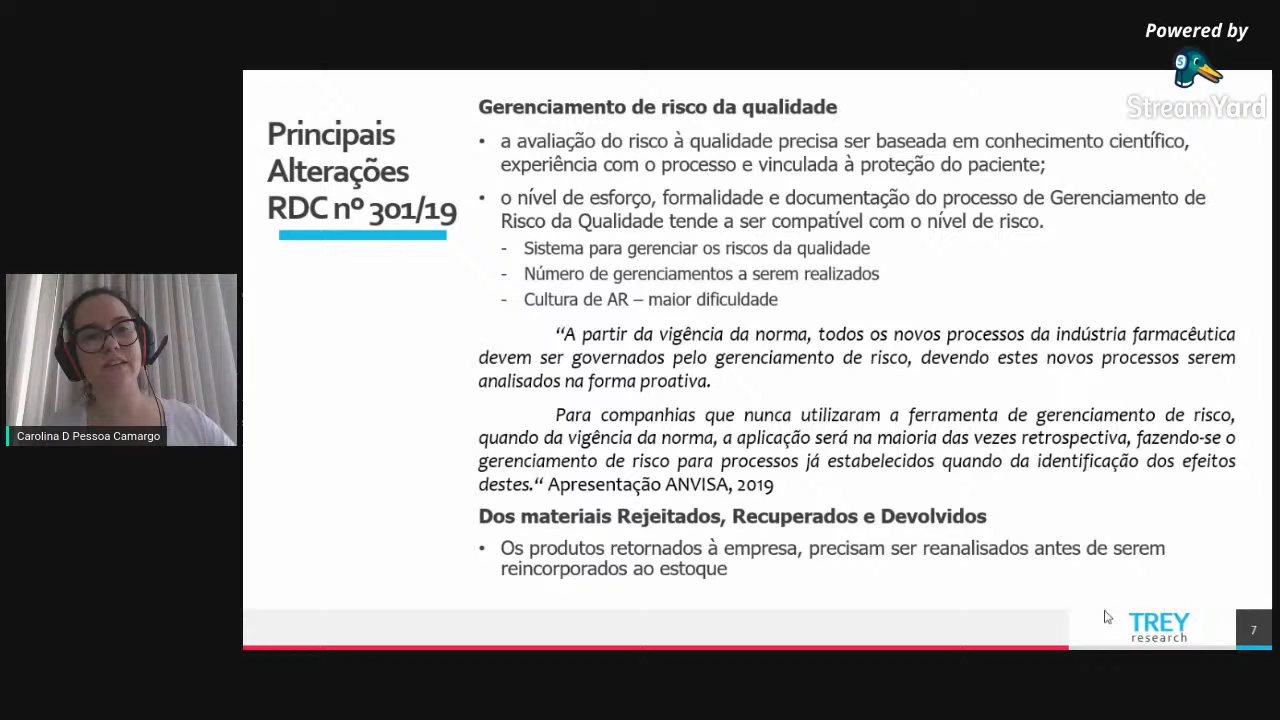 Powered by
StreamYard
Principais
Alterações
RDC nº 301/19
Gerenciamento de risco da qualidade
• a avaliação do risco à qualidade precisa ser baseada em conhecimento científico,
experiência com o processo e vinculada à proteção do paciente;
• o nível de esforço, formalidade e documentação do processo de Gerenciamento de
Risco da Qualidade tende a ser compatível com o nível de risco.
- Sistema para gerenciar os riscos da qualidade
- Número de gerenciamentos a serem realizados
- Cultura de AR – maior dificuldade
“A partir da vigência da norma, todos os novos processos da indústria farmacêutica
devem ser governados pelo gerenciamento de risco, devendo estes novos processos serem
analisados na forma proativa.
Para companhias que nunca utilizaram a ferramenta de gerenciamento de risco,
quando da vigência da norma, a aplicação será na maioria das vezes retrospectiva, fazendo-se o
gerenciamento de risco para processos já estabelecidos quando da identificação dos efeitos
destes.“ Apresentação ANVISA, 2019
Dos materiais Rejeitados, Recuperados e Devolvidos
• Os produtos retornados à empresa, precisam ser reanalisados antes de serem
reincorporados ao estoque
Carolina D Pessoa Camargo
TREY
research
7